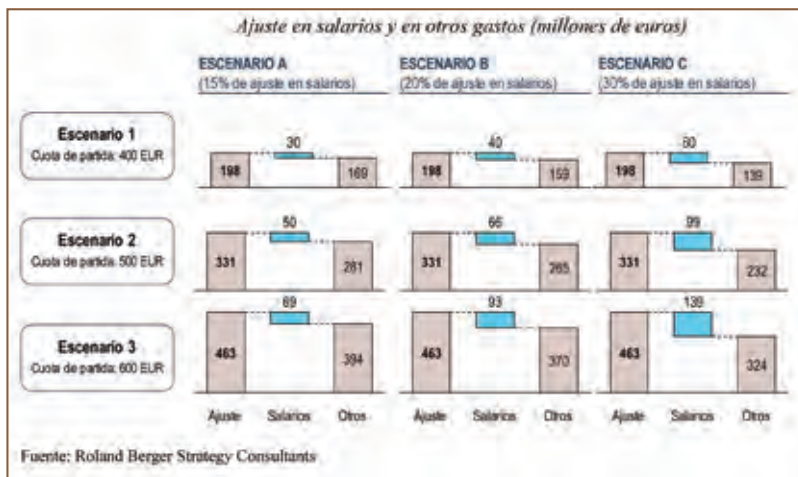 Ajuste en salarios y en otros gastos (millones de euros)
ESCENARIO A
(15% de ajuste en salarios)
ESCENARIO B
(20% de ajuste en salarios)
ESCENARIO C
(30% de ajuste en salarios)
Escenario 1
Cuota de partida: 400 EUR
198 30 169
198 40 159
198 60 139
Escenario 2
Cuota de partida: 500 EUR
331 50 281
331 66 265
331 99 232
Escenario 3
Cuota de partida: 600 EUR
463 69 394
463 93 370
463 139 324
Ajuste Salarios Otros
Ajuste Salarios Otros
Ajuste Salarios Otros
Fuente: Roland Berger Strategy Consultants